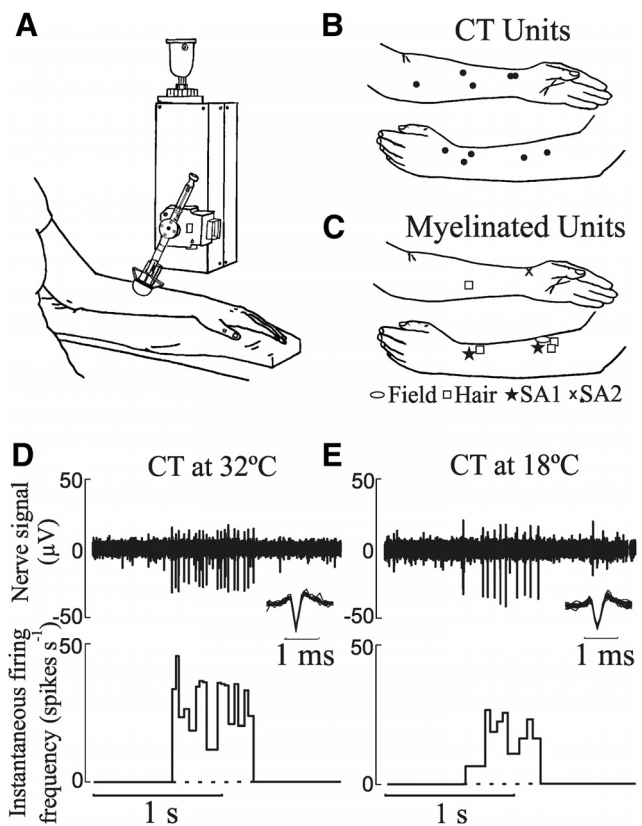 A
B
CT Units
C
Myelinated Units
Field Hair SA1 SA2
D
CT at 32ºC
E
CT at 18ºC
Nerve signal
(μV)
50
0
-50
50
0
-50
1 ms
1 ms
Instantaneous firing
frequency (spikes s⁻¹)
50
0
50
0
1 s
1 s